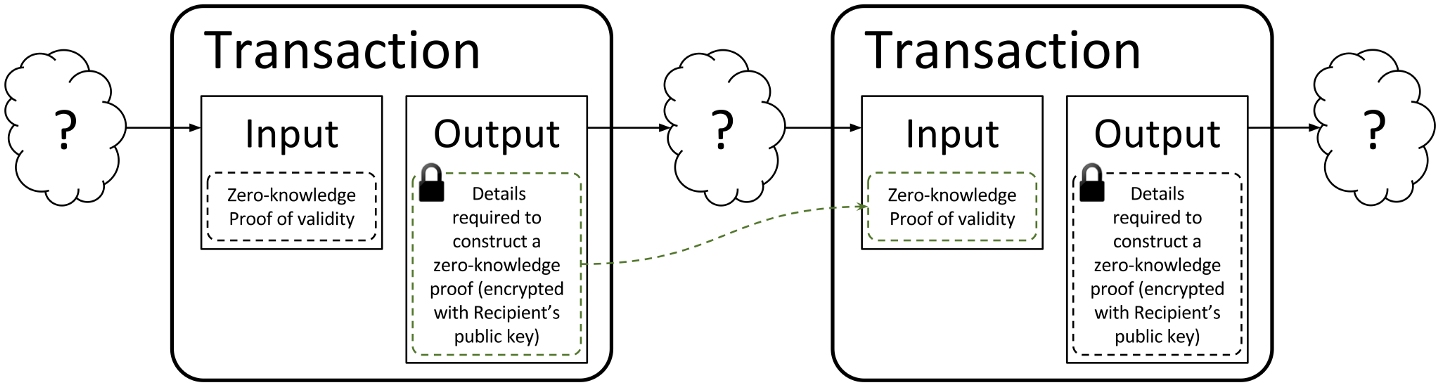 ?
Transaction
Input
Zero-knowledge
Proof of validity
Output
Details
required to
construct a
zero-knowledge
proof (encrypted
with Recipient's
public key)
?
Transaction
Input
Zero-knowledge
Proof of validity
Output
Details
required to
construct a
zero-knowledge
proof (encrypted
with Recipient's
public key)
?